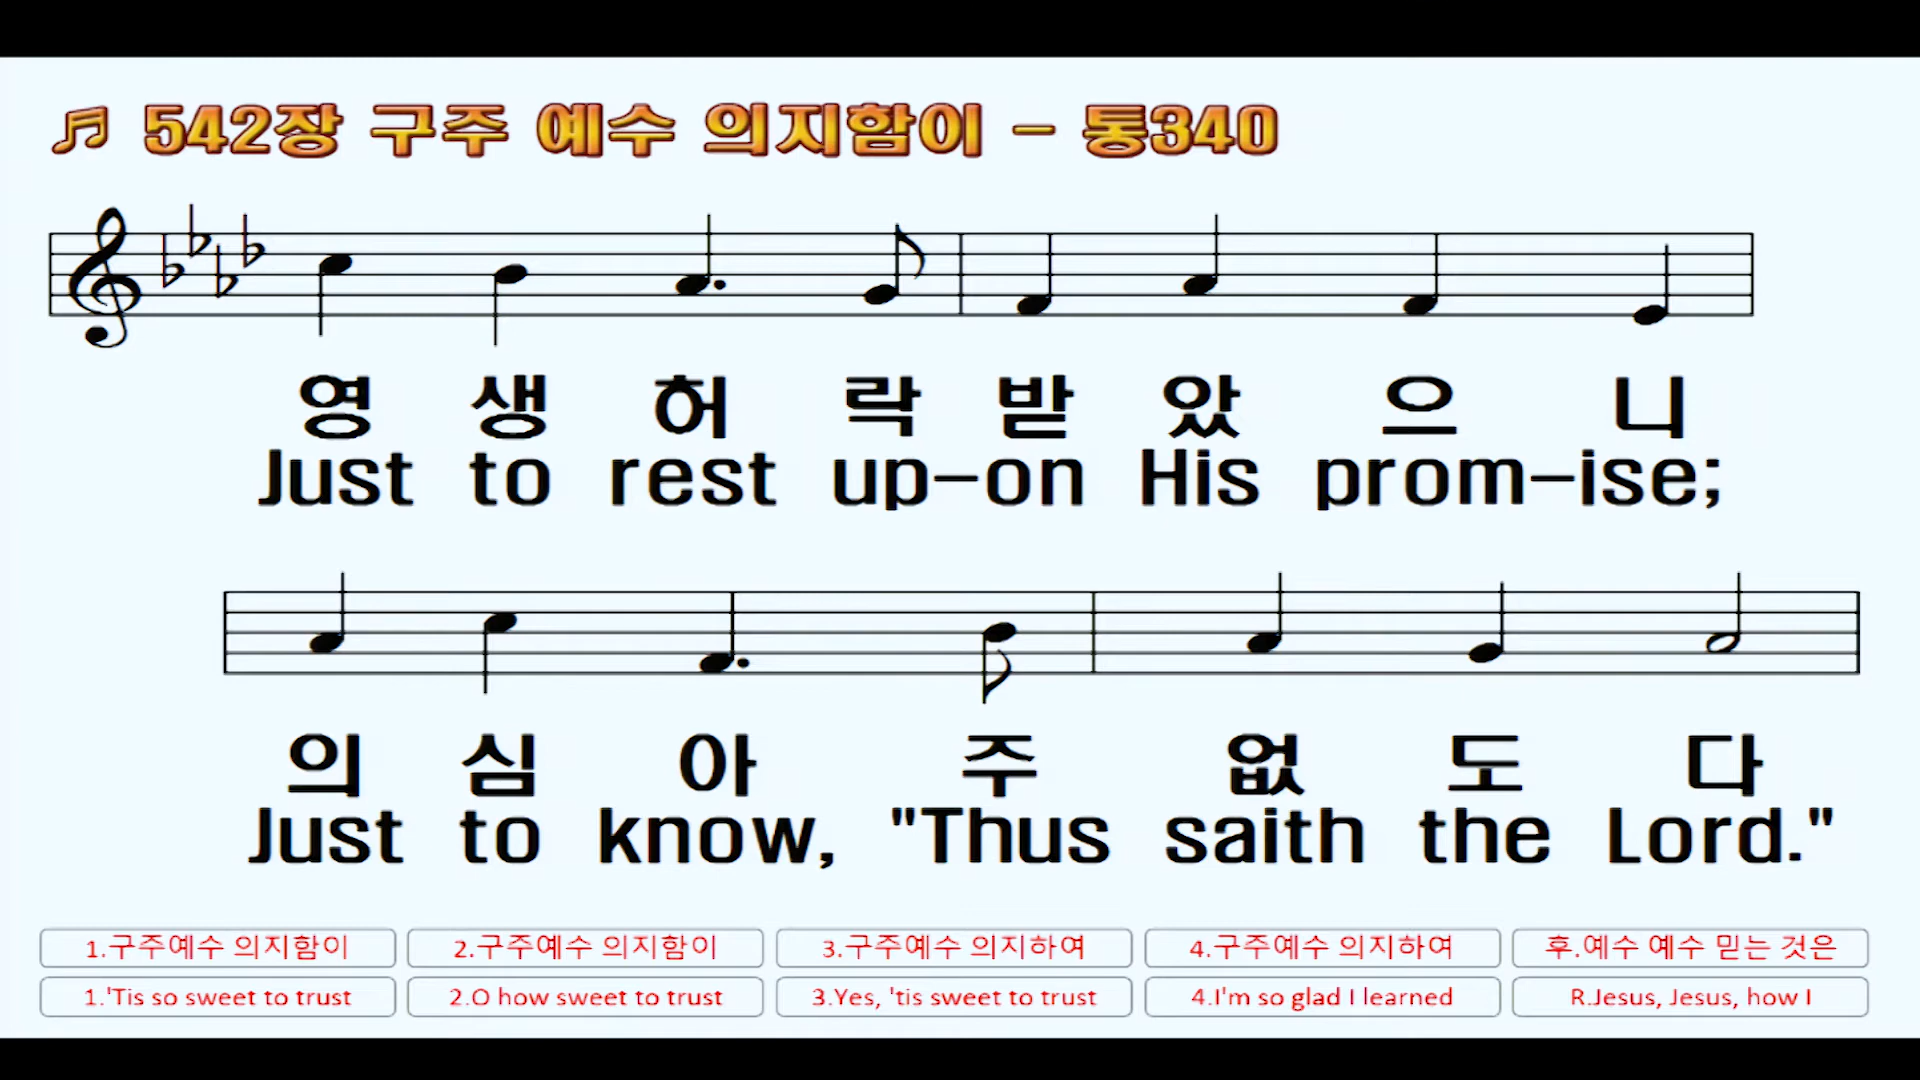 ♬ 542장 구주 예수 의지함이 - 통340
영 생 허 락 받 았 으 니
Just to rest up-on His prom-ise;
의 심 아 주 없 도 다
Just to know, "Thus saith the Lord."
1.구주예수 의지함이 2.구주예수 의지함이 3.구주예수 의지하여 4.구주예수 의지하여 후.예수 예수 믿는 것은
1.'Tis so sweet to trust 2.O how sweet to trust 3.Yes, 'tis sweet to trust 4.I'm so glad I learned R.Jesus, Jesus, how I